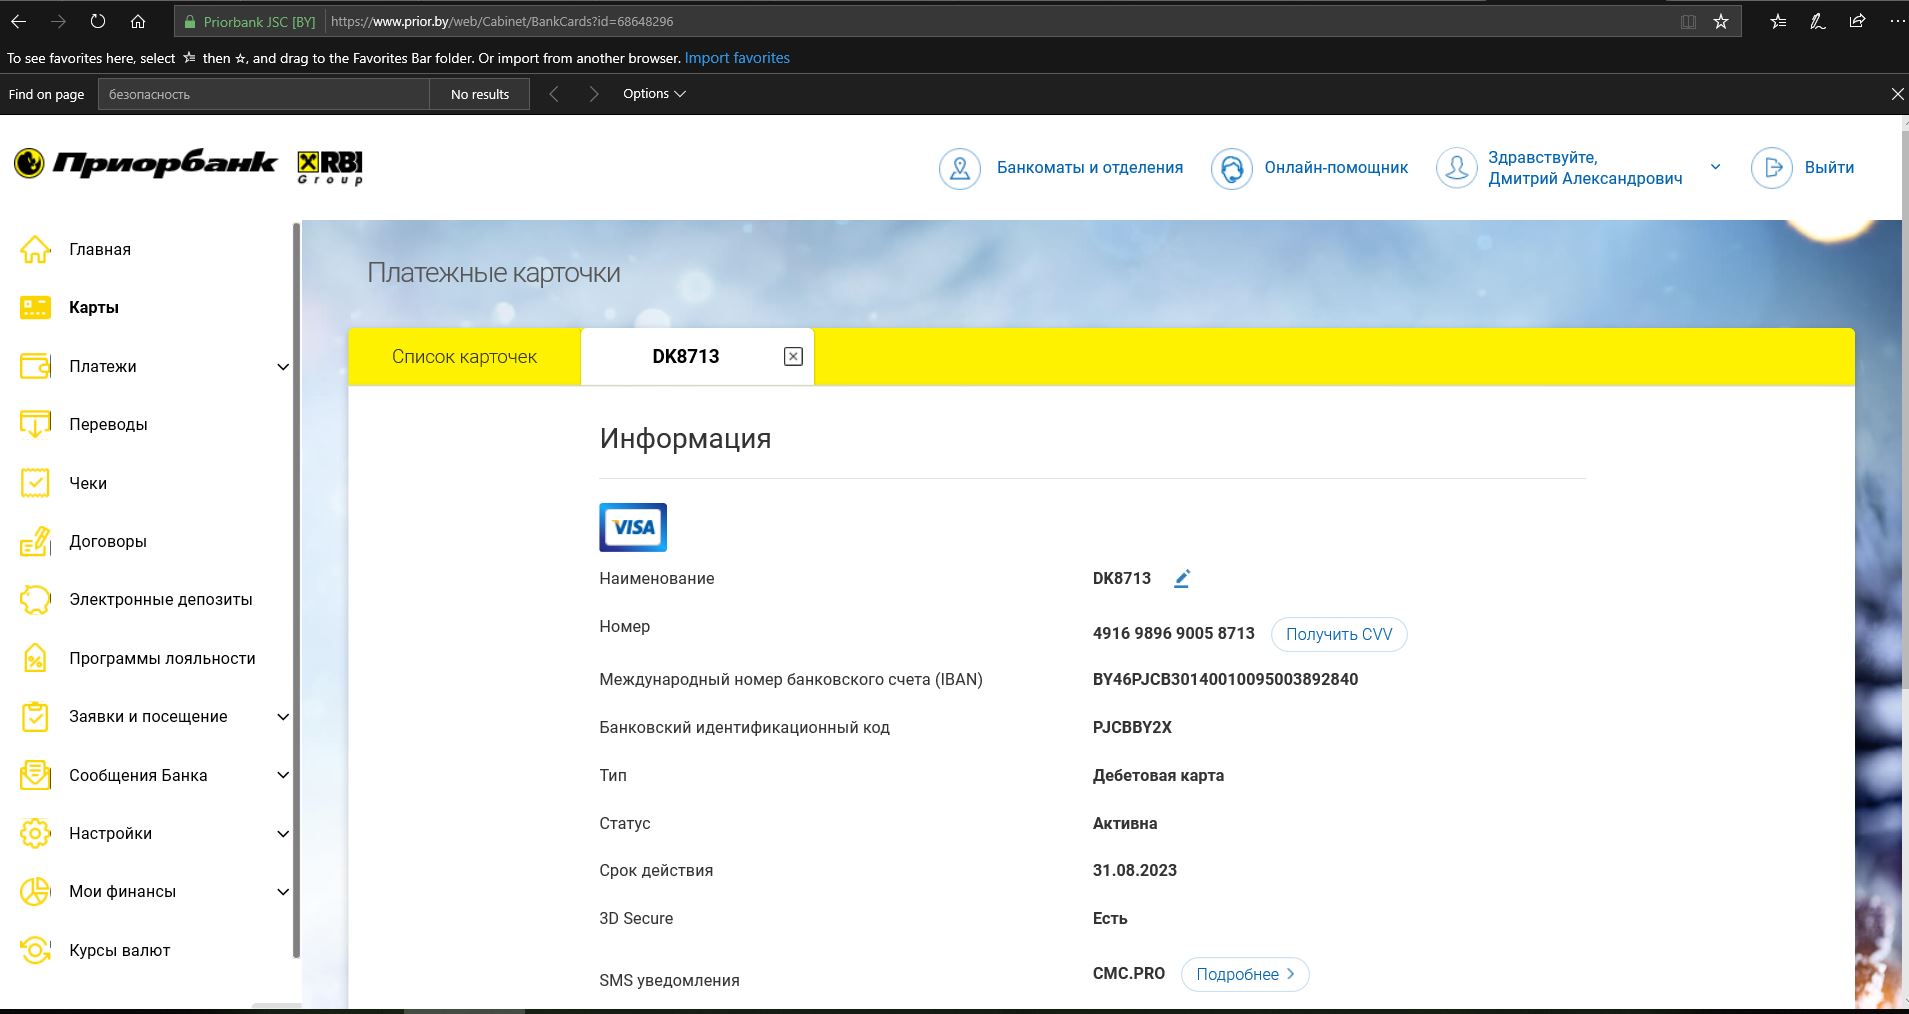 Priorbank JSC [BY] https://www.prior.by/web/Cabinet/BankCards?id=68648296
To see favorites here, select then ☆, and drag to the Favorites Bar folder. Or import from another browser. Import favorites
Find on page безопасность No results Options
Приорбанк RBI Group
Банкоматы и отделения
Онлайн-помощник
Здравствуйте,
Дмитрий Александрович
Выйти
Главная
Карты
Платежи
Переводы
Чеки
Договоры
Электронные депозиты
Программы лояльности
Заявки и посещение
Сообщения Банка
Настройки
Мои финансы
Курсы валют
Платежные карточки
Список карточек DK8713
Информация
VISA
Наименование DK8713
Номер 4916 9896 9005 8713 Получить CVV
Международный номер банковского счета (IBAN) BY46PJCB30140010095003892840
Банковский идентификационный код PJCBBY2X
Тип Дебетовая карта
Статус Активна
Срок действия 31.08.2023
3D Secure Есть
SMS уведомления СМС.PRO Подробнее